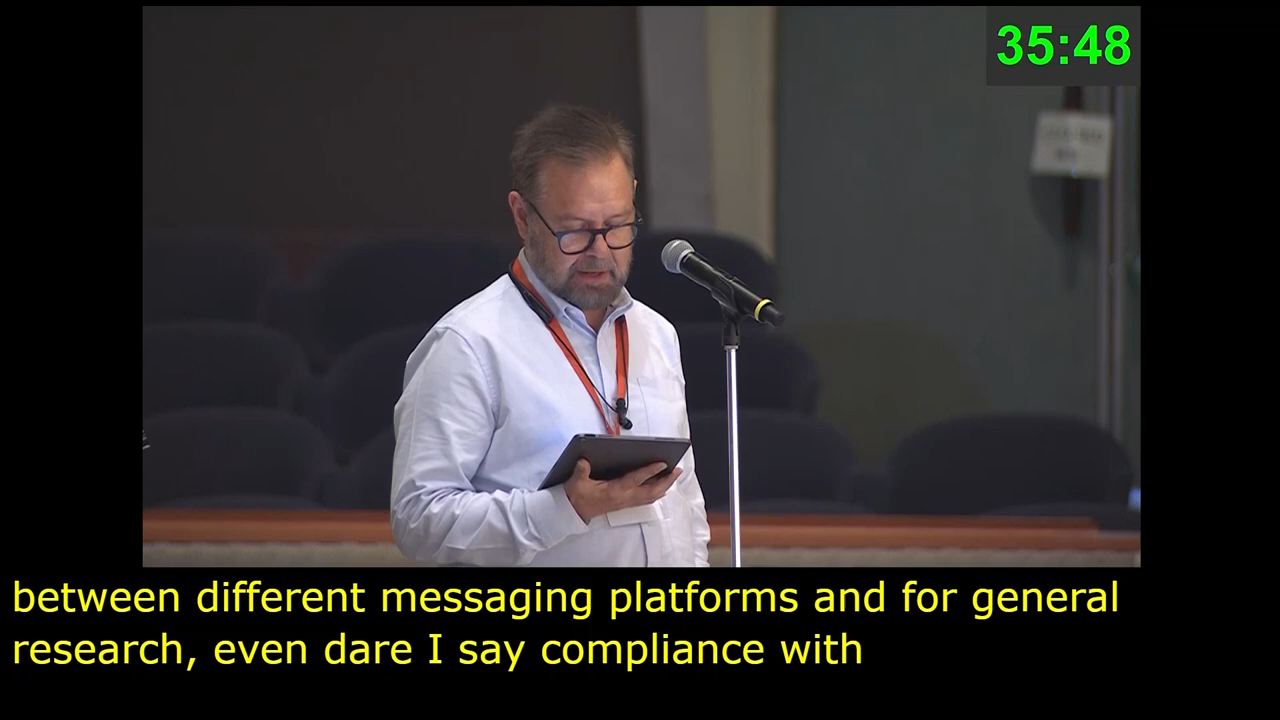 35:48
between different messaging platforms and for general
research, even dare I say compliance with